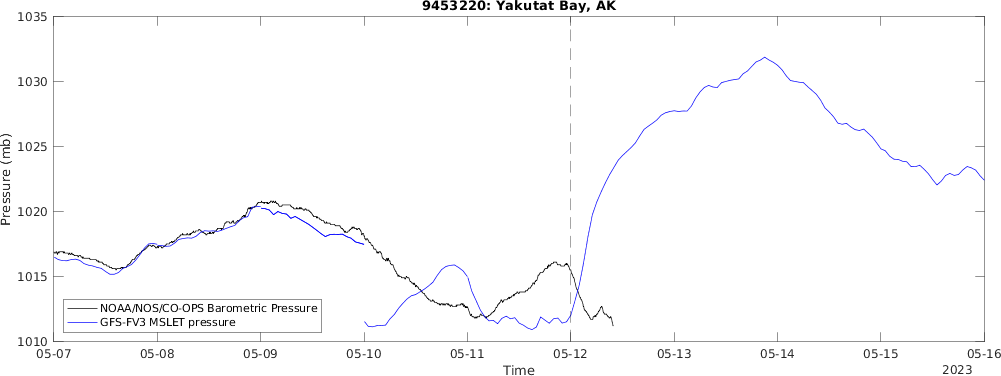 9453220: Yakutat Bay, AK
Pressure (mb)
1035
1030
1025
1020
1015
1010
NOAA/NOS/CO-OPS Barometric Pressure
GFS-FV3 MSLET pressure
05-07 05-08 05-09 05-10 05-11 05-12 05-13 05-14 05-15 05-16
Time
2023